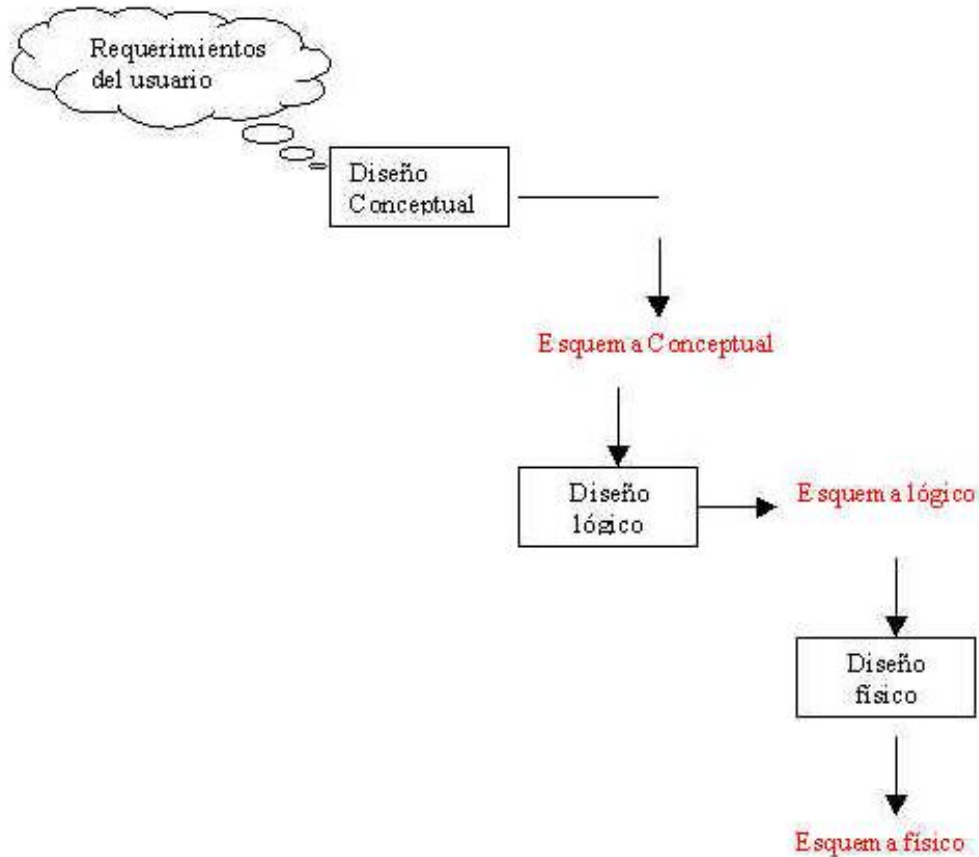 Requerimientos
del usuario
Diseño
Conceptual
Esquema Conceptual
Diseño
lógico
Esquema lógico
Diseño
físico
Esquema físico